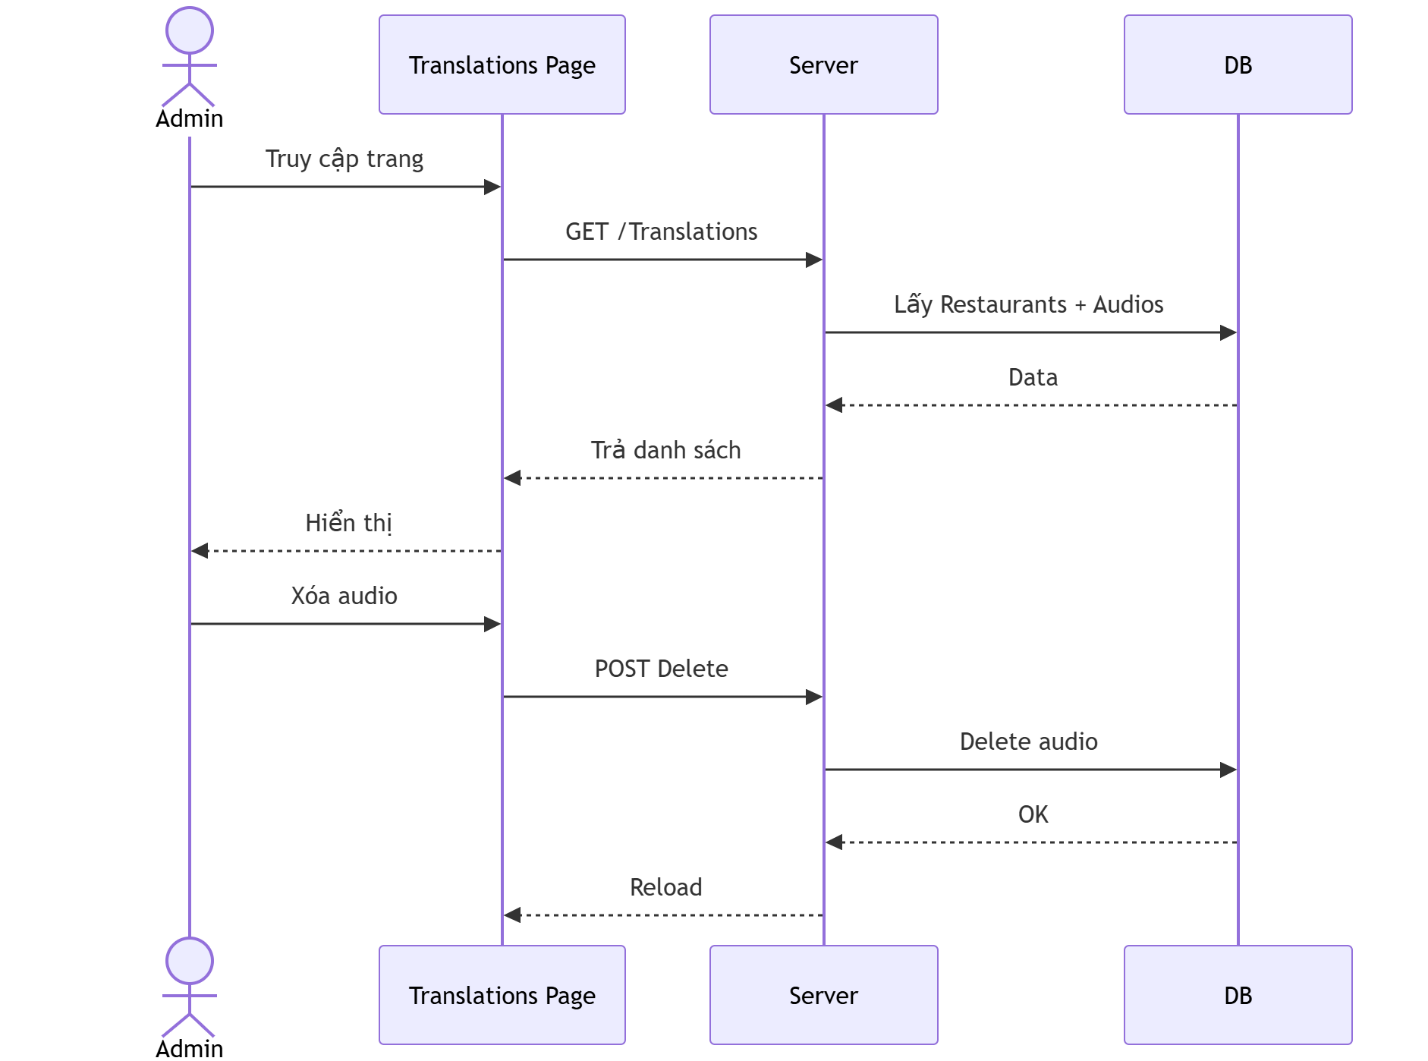 Translations Page
Server
DB
Admin
Truy cập trang
GET /Translations
Lấy Restaurants + Audios
Data
Trả danh sách
Hiển thị
Xóa audio
POST Delete
Delete audio
OK
Reload
Translations Page
Server
DB
Admin